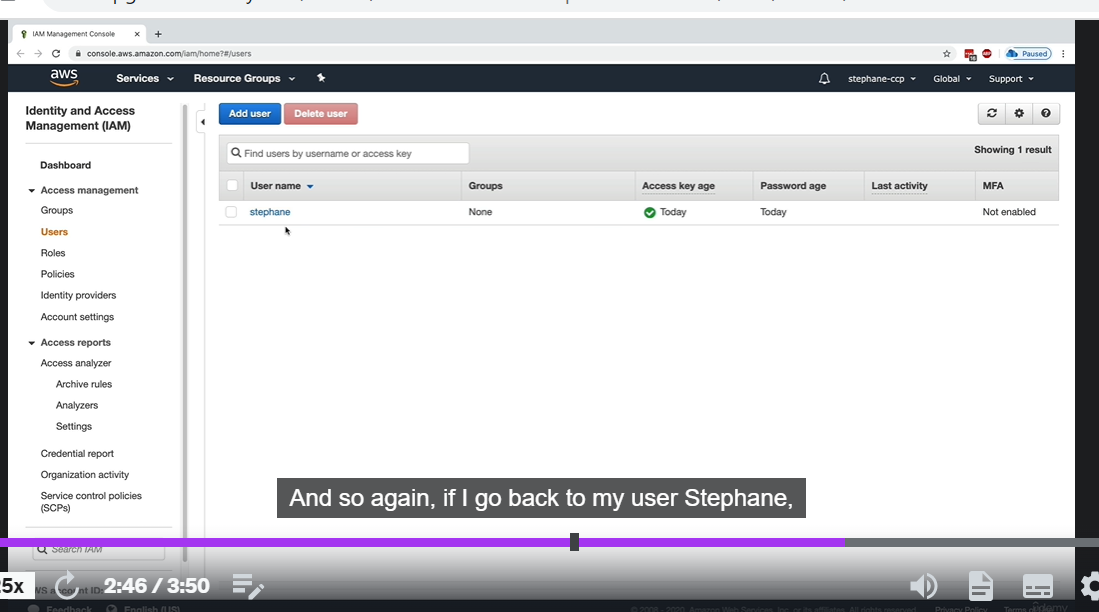 IAM Management Console
console.aws.amazon.com/iam/home?#/users
Paused
aws
Services
Resource Groups
stephane-ccp
Global
Support
Identity and Access
Management (IAM)
Dashboard
Access management
Groups
Users
Roles
Policies
Identity providers
Account settings
Access reports
Access analyzer
Archive rules
Analyzers
Settings
Credential report
Organization activity
Service control policies
(SCPs)
Search IAM
Add user
Delete user
Find users by username or access key
Showing 1 result
User name Groups Access key age Password age Last activity MFA
stephane None Today Today Not enabled
And so again, if I go back to my user Stephane,
5x
2:46 / 3:50
WS account ID:
Feedback
English (US)
Privacy Policy